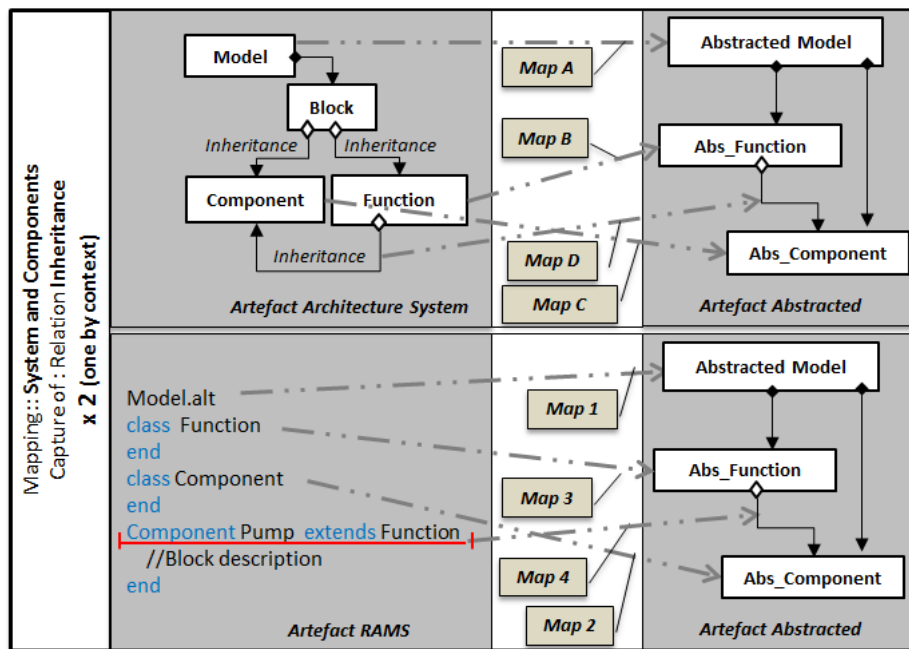 Mapping:: System and Components
Capture of : Relation Inheritance
x 2 (one by context)
Model
Block
Inheritance
Inheritance
Component
Function
Inheritance
Artefact Architecture System
Map A
Map B
Map D
Map C
Abstracted Model
Abs_Function
Abs_Component
Artefact Abstracted
Model.alt
class Function
end
class Component
end
Component Pump extends Function
//Block description
end
Artefact RAMS
Map 1
Map 3
Map 4
Map 2
Abstracted Model
Abs_Function
Abs_Component
Artefact Abstracted